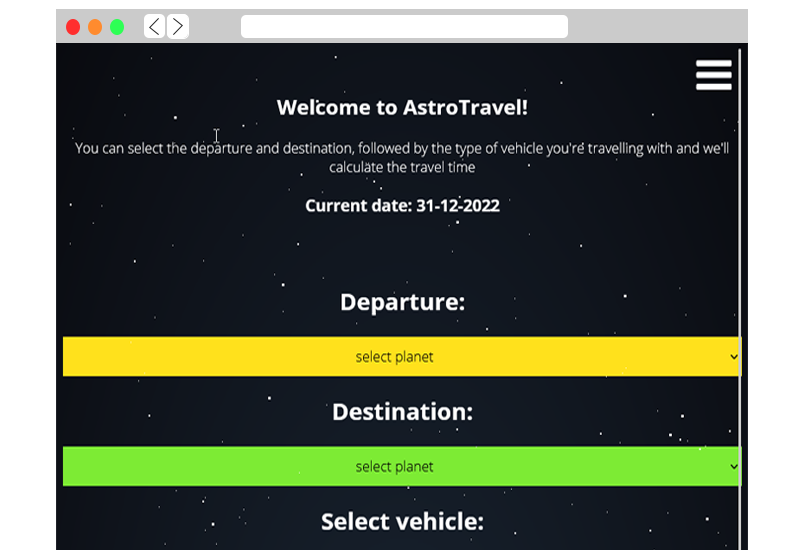 Welcome to AstroTravel!
You can select the departure and destination, followed by the type of vehicle you're travelling with and we'll
calculate the travel time
Current date: 31-12-2022
Departure:
select planet
Destination:
select planet
Select vehicle: